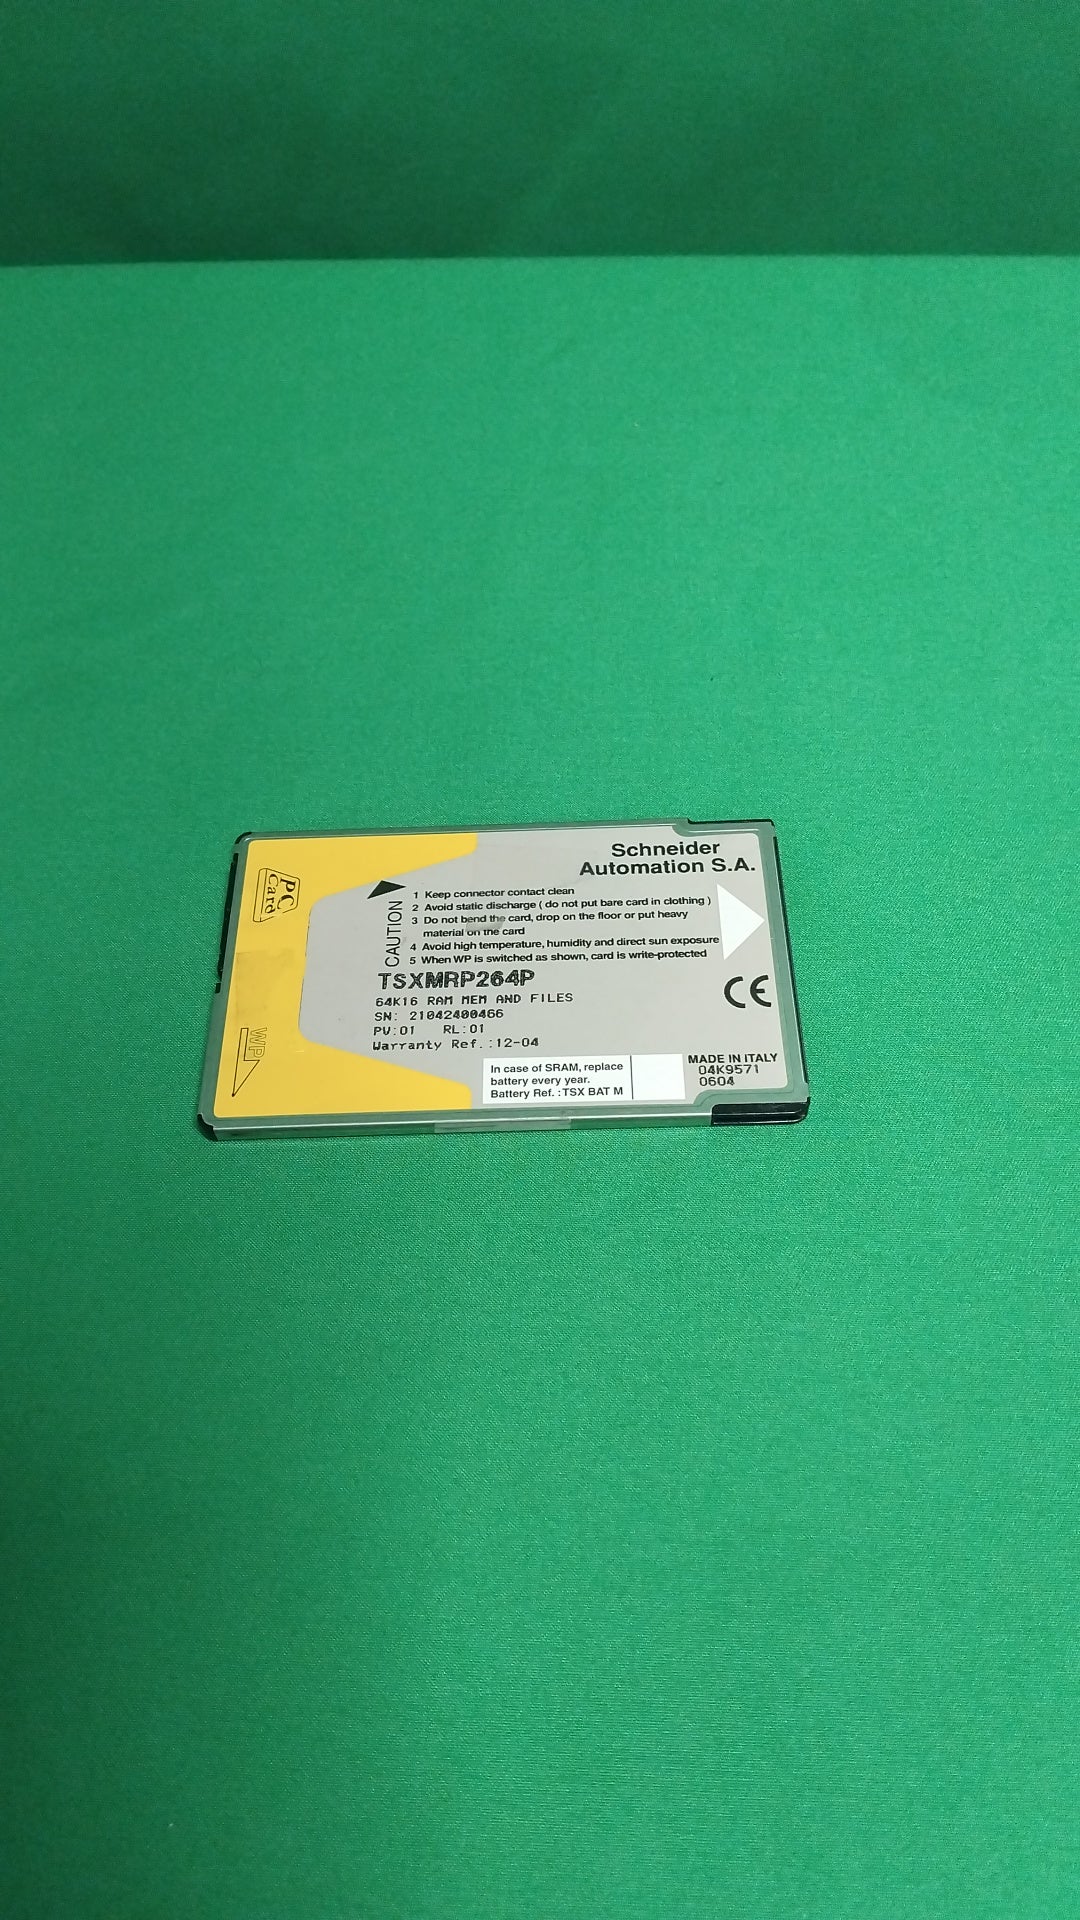 Schneider
Automation S.A.
PC
Card
CAUTION
1 Keep connector contact clean
2 Avoid static discharge ( do not put bare card in clothing )
3 Do not bend the card, drop on the floor or put heavy
material on the card
4 Avoid high temperature, humidity and direct sun exposure
5 When WP is switched as shown, card is write-protected
TSXMRP264P
64K16 RAM MEM AND FILES
SN: 21042400466
PV:01 RL:01
Warranty Ref.:12-04
CE
WP
In case of SRAM, replace
battery every year.
Battery Ref. : TSX BAT M
MADE IN ITALY
04K9571
0604